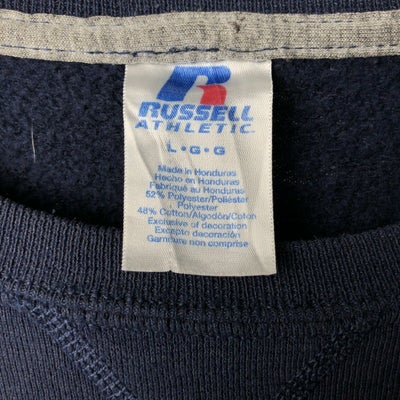 RUSSELL
ATHLETIC
L • G • G
Made in Honduras
Hecho en Honduras
Fabriqué au Honduras
52% Polyester/Poliéster
Polyester
48% Cotton/Algodón/Coton
Exclusive of decoration
Excepto decoración
Garniture non comprise